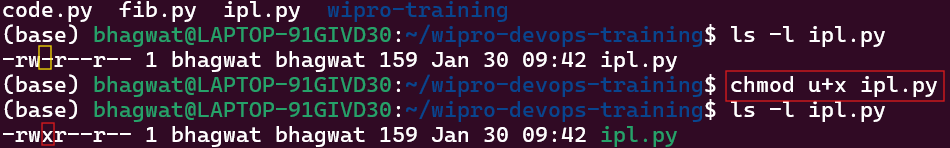 code.py  fib.py  ipl.py  wipro-training
(base) bhagwat@LAPTOP-91GIVD30:~/wipro-devops-training$ ls -l ipl.py
-rw-r--r-- 1 bhagwat bhagwat 159 Jan 30 09:42 ipl.py
(base) bhagwat@LAPTOP-91GIVD30:~/wipro-devops-training$ chmod u+x ipl.py
(base) bhagwat@LAPTOP-91GIVD30:~/wipro-devops-training$ ls -l ipl.py
-rwxr--r-- 1 bhagwat bhagwat 159 Jan 30 09:42 ipl.py